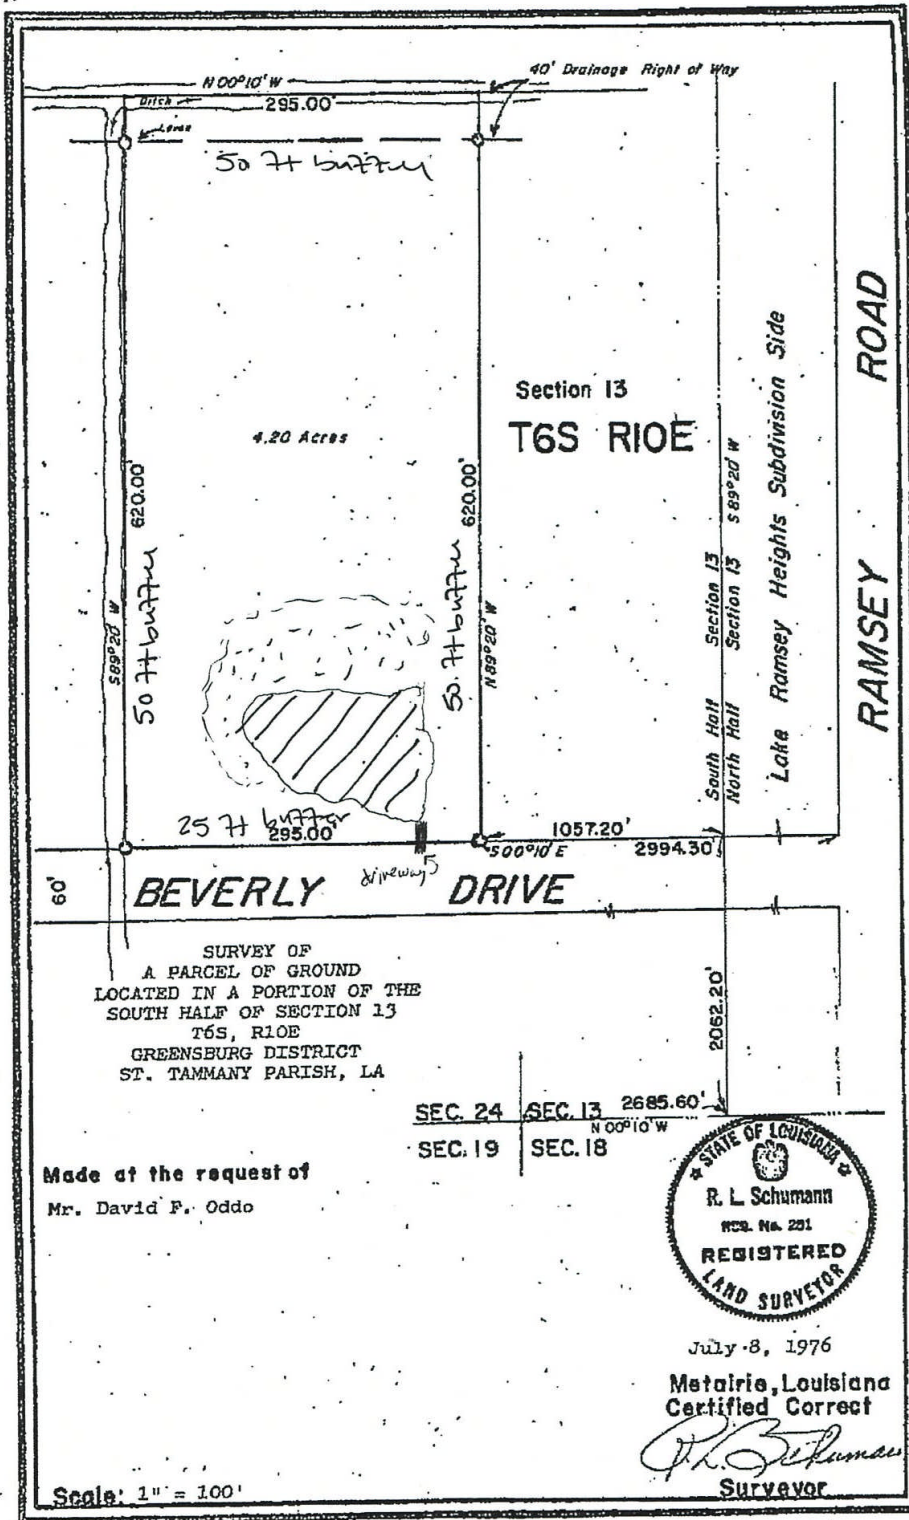 N 00°10' W
40' Drainage Right of Way
Ditch
295.00'
Levee
50 ft buffer
Section 13
T6S R10E
4.20 Acres
620.00'
S 89°20' W
50 ft buffer
620.00'
N 89°20' W
50 ft buffer
South Half Section 13
North Half Section 13 S 89°20' W
Lake Ramsey Heights Subdivision Side
RAMSEY ROAD
25 ft buffer
295.00'
1057.20'
S 00°10' E
2994.30'
60'
BEVERLY DRIVE
driveway
SURVEY OF
A PARCEL OF GROUND
LOCATED IN A PORTION OF THE
SOUTH HALF OF SECTION 13
T6S, R10E
GREENSBURG DISTRICT
ST. TAMMANY PARISH, LA
2062.20'
SEC. 24 SEC. 13 2685.60'
N 00°10' W
SEC. 19 SEC. 18
Made at the request of
Mr. David F. Oddo
STATE OF LOUISIANA
R. L. Schumann
REG. No. 291
REGISTERED
LAND SURVEYOR
July 8, 1976
Metairie, Louisiana
Certified Correct
R.L. Schumann
Surveyor
Scale: 1" = 100'